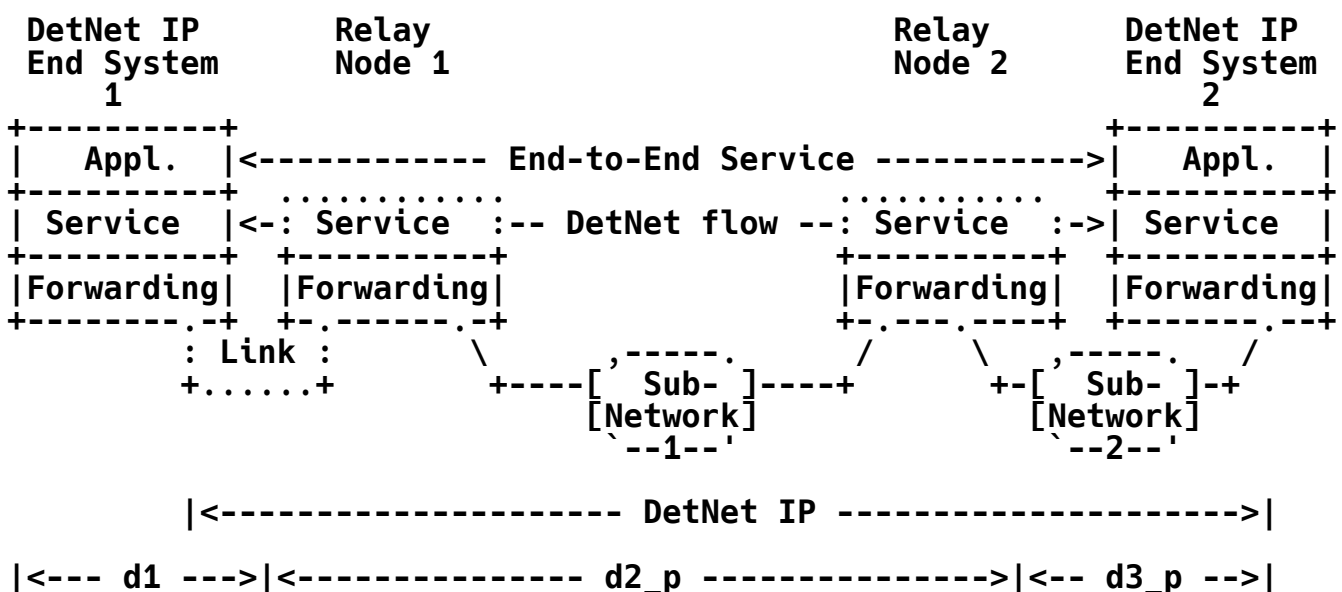 DetNet IP Relay Relay DetNet IP
End System Node 1 Node 2 End System
1 2
+----------+ +----------+
| Appl. |<------------ End-to-End Service ----------->| Appl. |
+----------+ ............ ........... +----------+
| Service |<-: Service :-- DetNet flow --: Service :->| Service |
+----------+ +----------+ +----------+ +----------+
|Forwarding| |Forwarding| |Forwarding| |Forwarding|
+--------.-+ +-.------.-+ +-.---.----+ +-------.--+
: Link : \ ,-----. / \ ,-----. /
+......+ +----[ Sub- ]----+ +-[ Sub- ]-+
[Network] [Network]
`--1--' `--2--'
|<--------------------- DetNet IP --------------------->|
|<--- d1 --->|<--------------- d2_p --------------->|<-- d3_p -->|